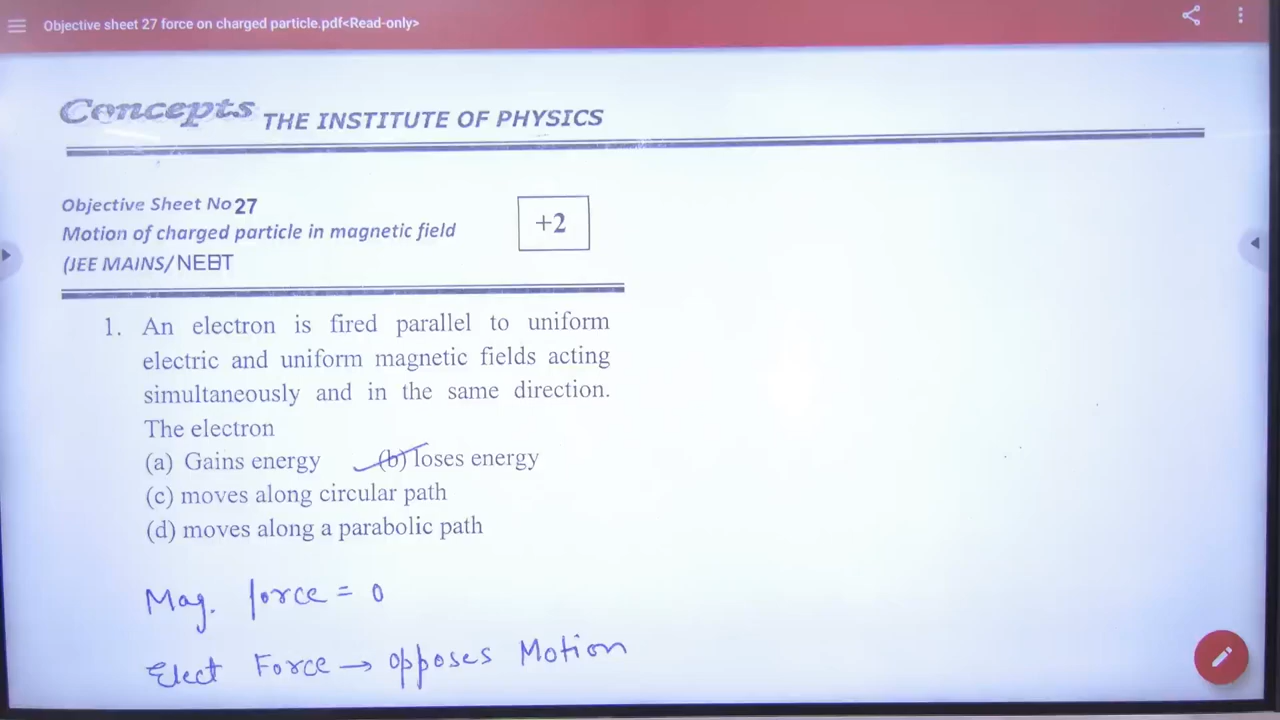 Objective sheet 27 force on charged particle.pdf<Read-only>
Concepts THE INSTITUTE OF PHYSICS
Objective Sheet No 27
Motion of charged particle in magnetic field
+2
(JEE MAINS/NEET
1. An electron is fired parallel to uniform
electric and uniform magnetic fields acting
simultaneously and in the same direction.
The electron
(a) Gains energy (b) loses energy
(c) moves along circular path
(d) moves along a parabolic path
Mag. force = 0
Elect Force → opposes Motion